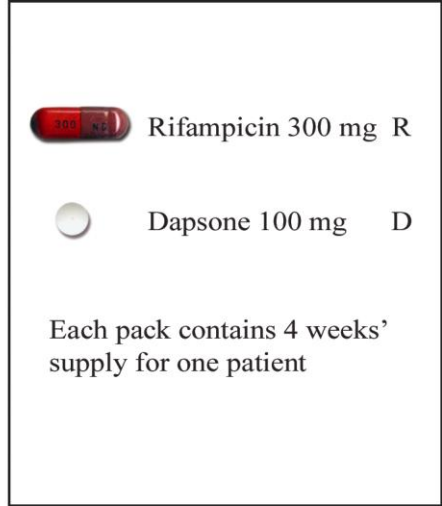 300
Rifampicin 300 mg R
Dapsone 100 mg D
Each pack contains 4 weeks’
supply for one patient